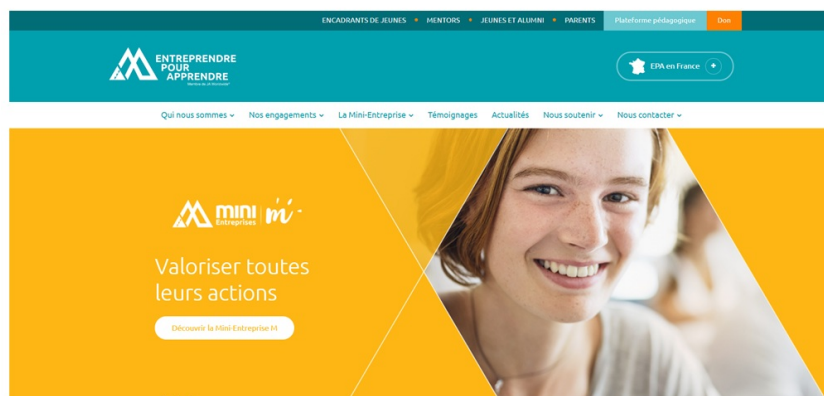 ENCADRANTS DE JEUNES • MENTORS • JEUNES ET ALUMNI • PARENTS Plateforme pédagogique Don
ENTREPRENDRE
POUR
APPRENDRE
EPA en France +
Qui nous sommes Nos engagements La Mini-Entreprise Témoignages Actualités Nous soutenir Nous contacter
mini
Entreprises
m
Valoriser toutes
leurs actions
Découvrir la Mini-Entreprise M